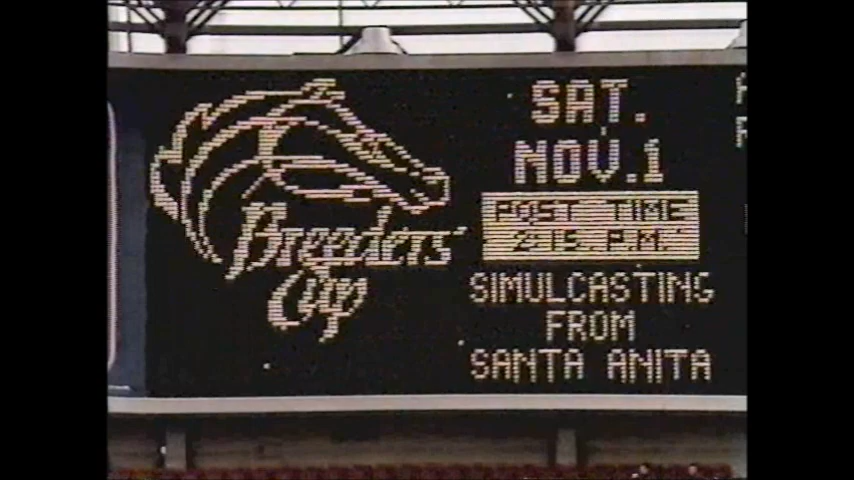 Breeders'
Cup
SAT.
NOV. 1
POST TIME
2:15 P.M.
SIMULCASTING
FROM
SANTA ANITA